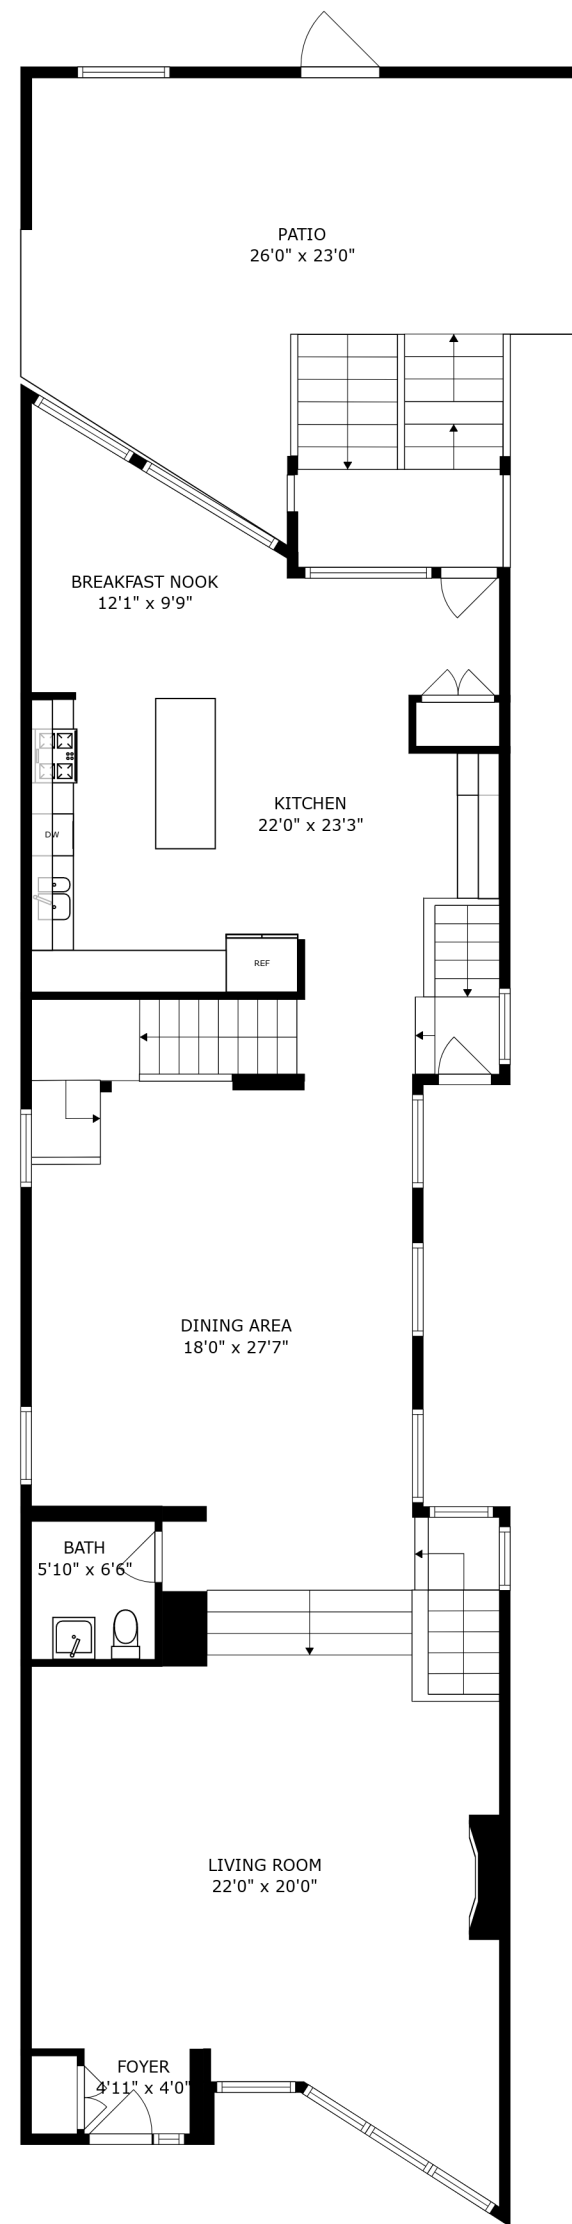 PATIO
26'0" x 23'0"
BREAKFAST NOOK
12'1" x 9'9"
KITCHEN
22'0" x 23'3"
DW
REF
DINING AREA
18'0" x 27'7"
BATH
5'10" x 6'6"
LIVING ROOM
22'0" x 20'0"
FOYER
4'11" x 4'0"